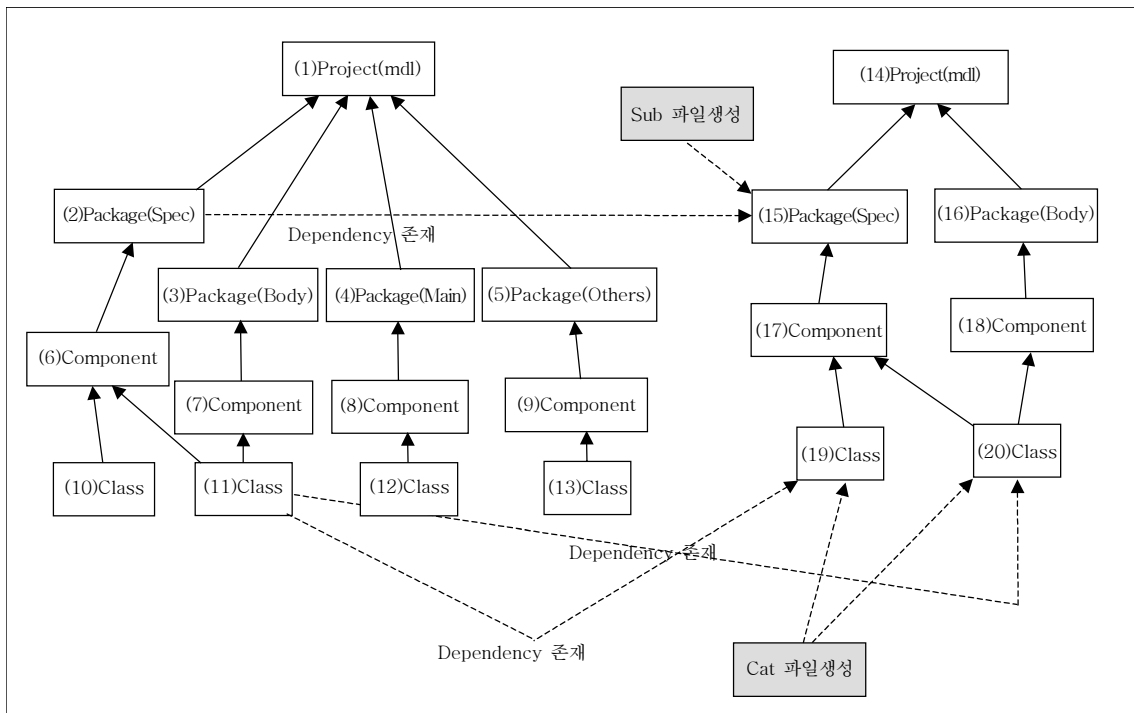 (1)Project(mdl)
(14)Project(mdl)
Sub 파일생성
(2)Package(Spec)
(15)Package(Spec)
(16)Package(Body)
Dependency 존재
(3)Package(Body)
(4)Package(Main)
(5)Package(Others)
(17)Component
(18)Component
(6)Component
(7)Component
(8)Component
(9)Component
(19)Class
(20)Class
(10)Class
(11)Class
(12)Class
(13)Class
Dependency 존재
Dependency 존재
Cat 파일생성